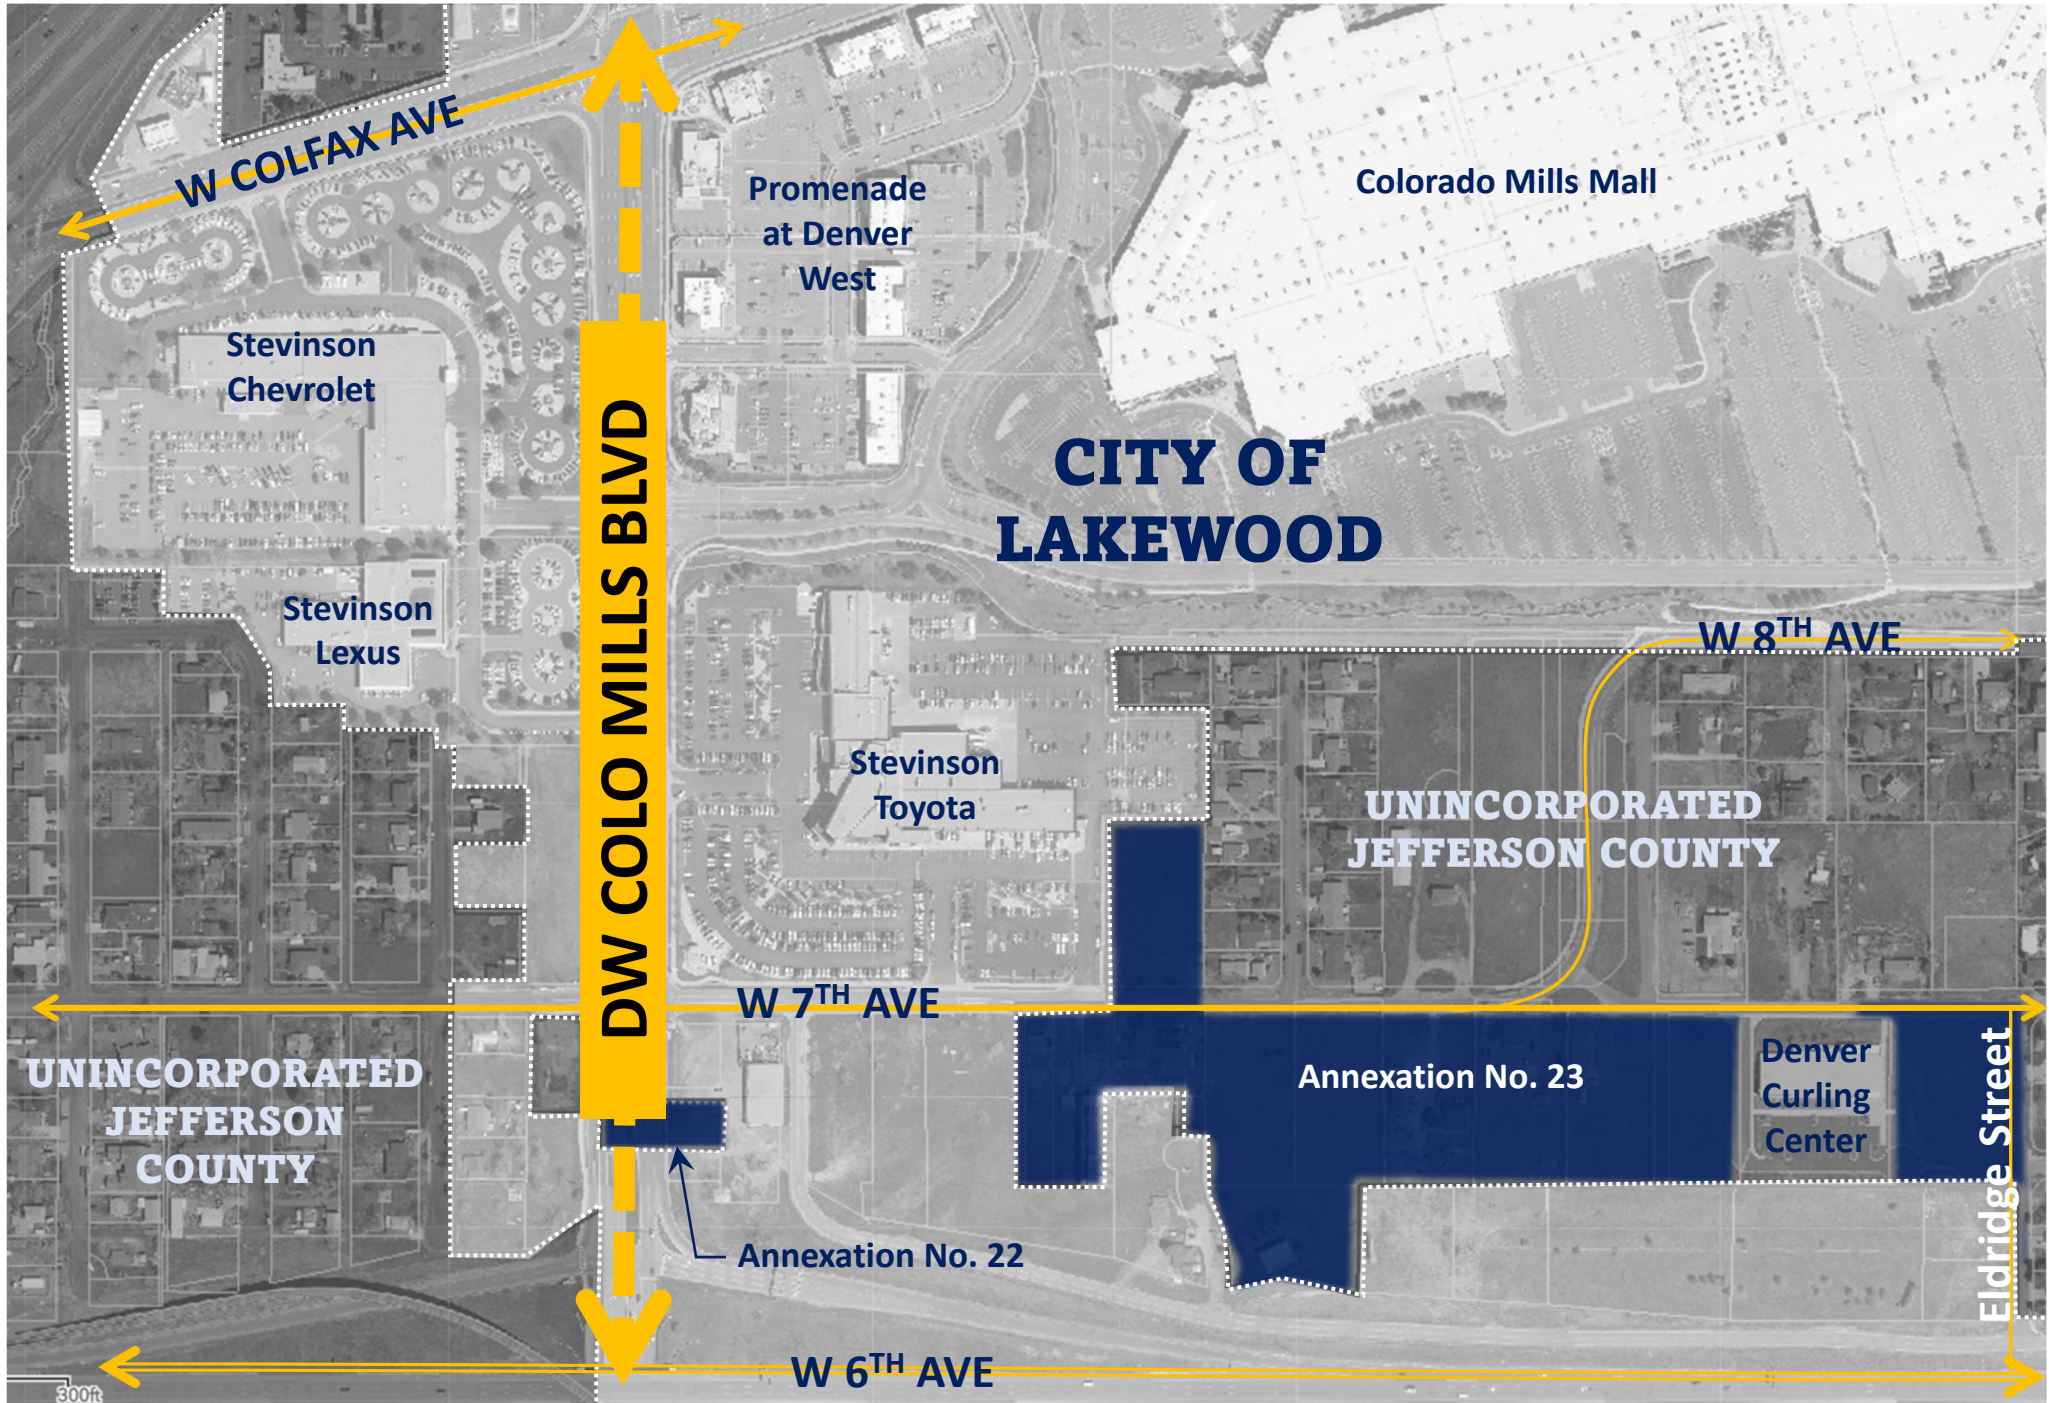 W COLFAX AVE
Promenade
at Denver
West
Colorado Mills Mall
Stevinson
Chevrolet
DW COLO MILLS BLVD
CITY OF
LAKEWOOD
Stevinson
Lexus
W 8TH AVE
Stevinson
Toyota
UNINCORPORATED
JEFFERSON COUNTY
W 7TH AVE
UNINCORPORATED
JEFFERSON
COUNTY
Annexation No. 23
Denver
Curling
Center
Eldridge Street
Annexation No. 22
W 6TH AVE
300ft